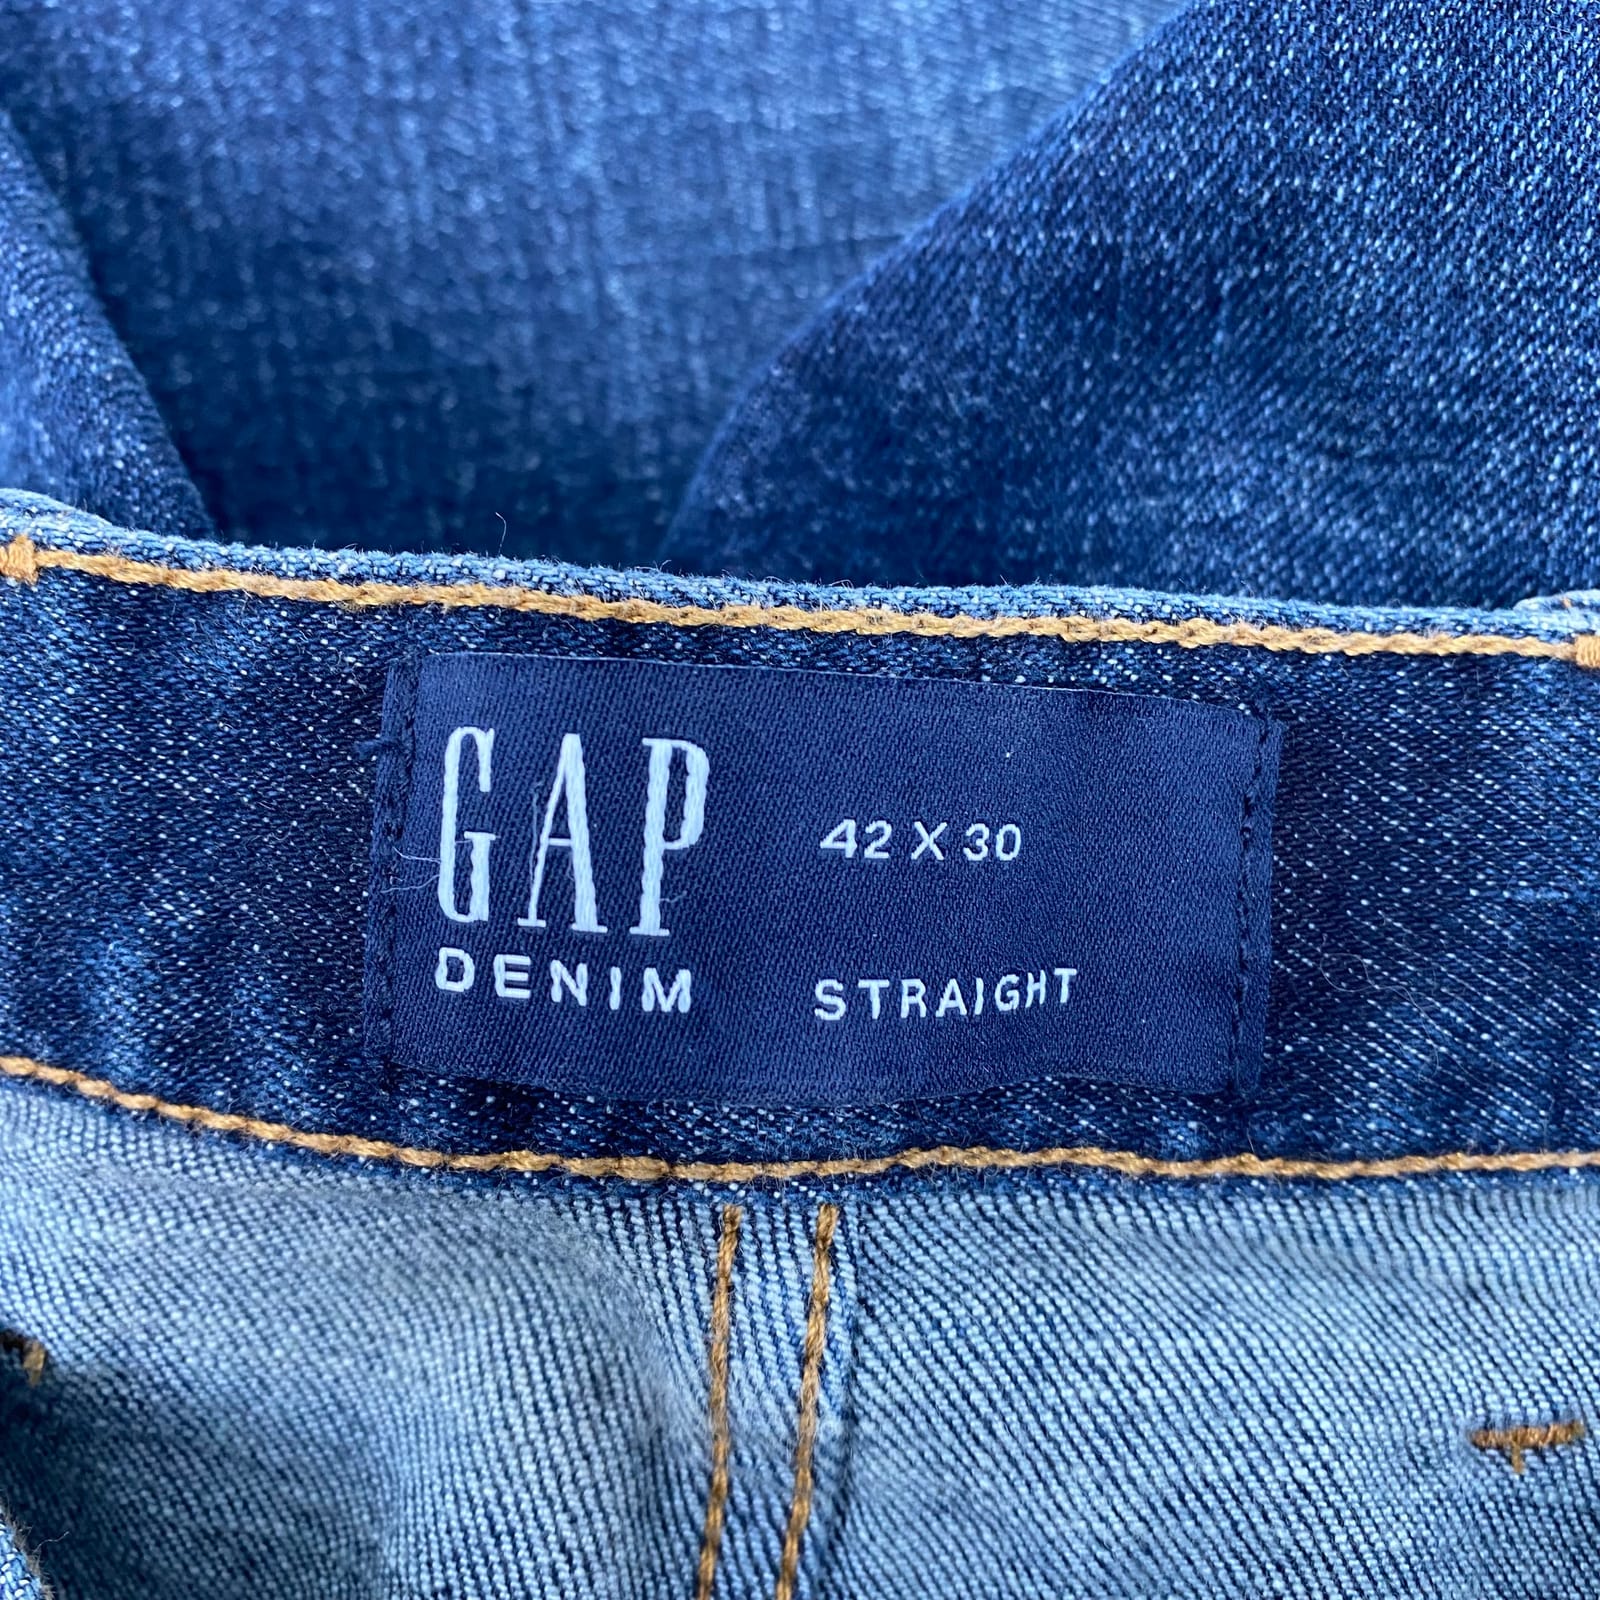 GAP
DENIM
42 X 30
STRAIGHT